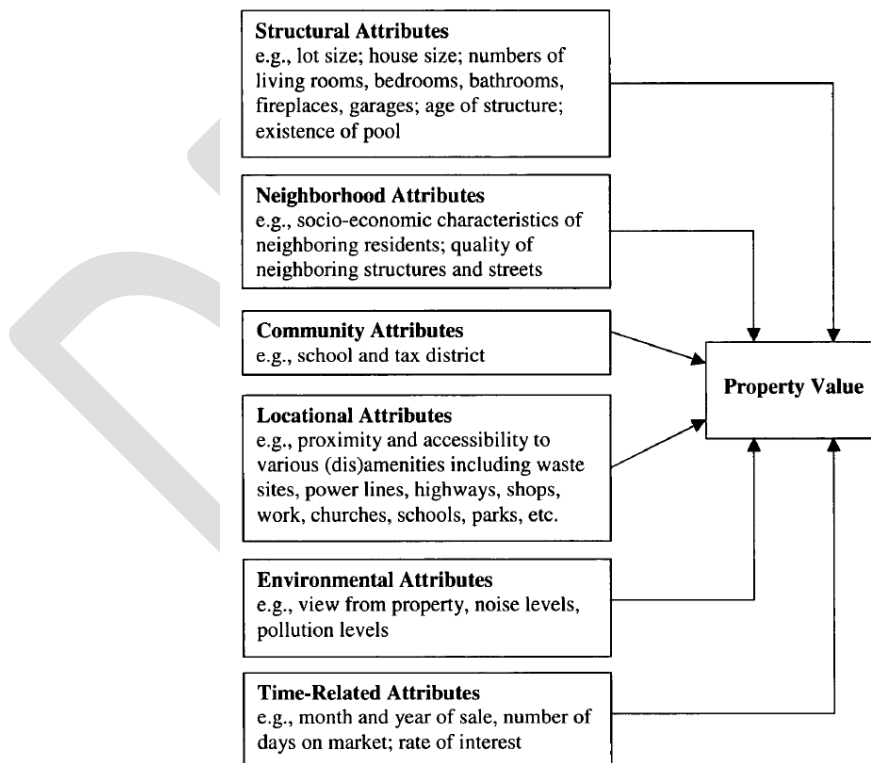 Structural Attributes
e.g., lot size; house size; numbers of
living rooms, bedrooms, bathrooms,
fireplaces, garages; age of structure;
existence of pool
Neighborhood Attributes
e.g., socio-economic characteristics of
neighboring residents; quality of
neighboring structures and streets
Community Attributes
e.g., school and tax district
Property Value
Locational Attributes
e.g., proximity and accessibility to
various (dis)amenities including waste
sites, power lines, highways, shops,
work, churches, schools, parks, etc.
Environmental Attributes
e.g., view from property, noise levels,
pollution levels
Time-Related Attributes
e.g., month and year of sale, number of
days on market; rate of interest